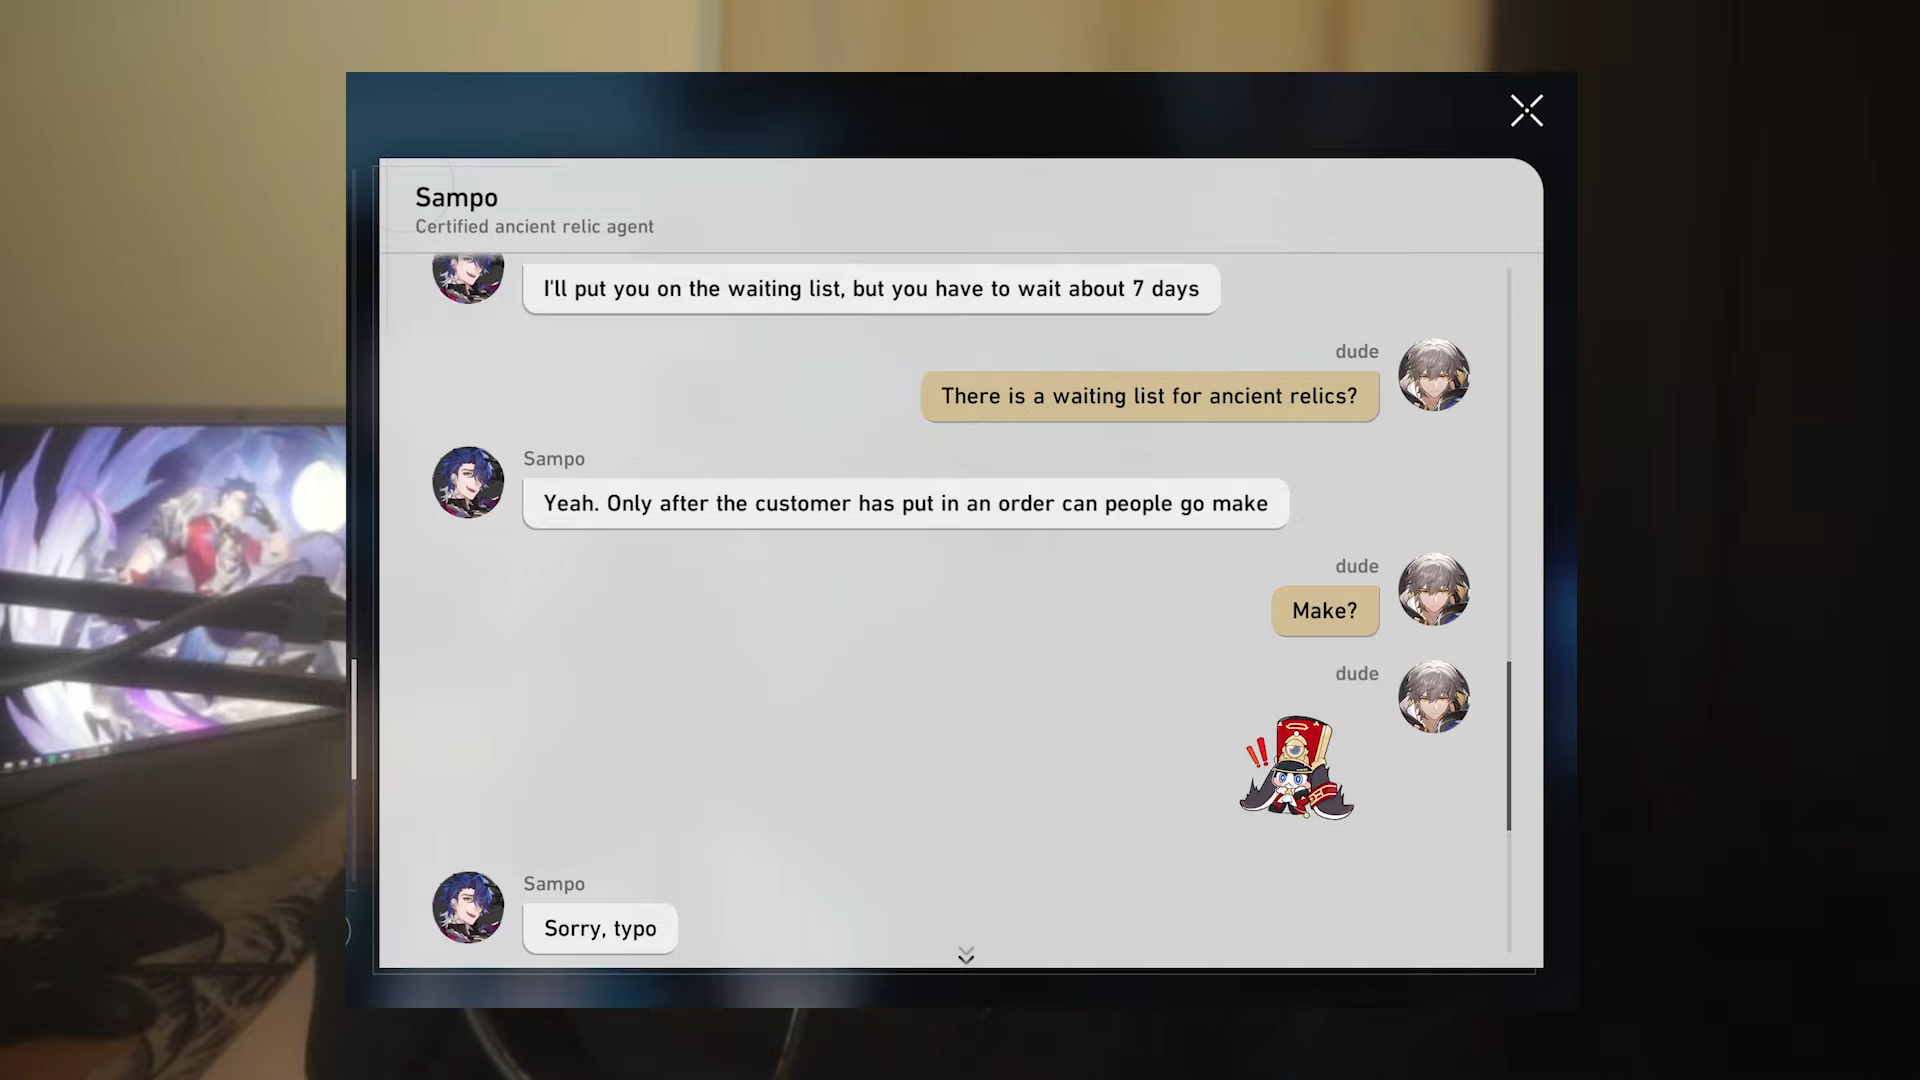 Sampo
Certified ancient relic agent
I'll put you on the waiting list, but you have to wait about 7 days
dude
There is a waiting list for ancient relics?
Sampo
Yeah. Only after the customer has put in an order can people go make
dude
Make?
dude
!!
Sampo
Sorry, typo